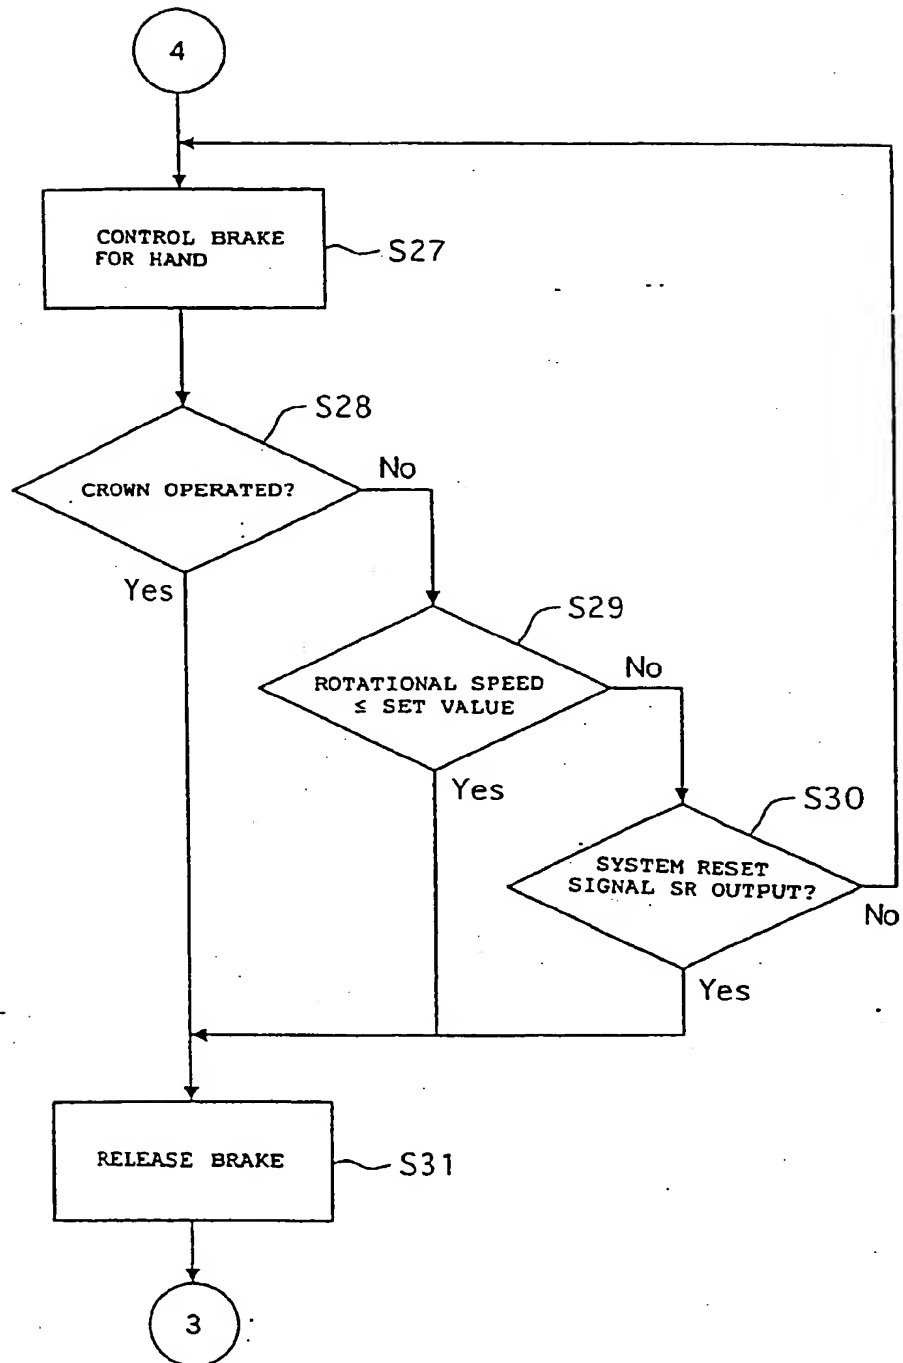 4
CONTROL BRAKE
FOR HAND
S27
S28
CROWN OPERATED?
No
Yes
S29
ROTATIONAL SPEED
≤ SET VALUE
No
Yes
S30
SYSTEM RESET
SIGNAL SR OUTPUT?
No
Yes
RELEASE BRAKE
S31
3